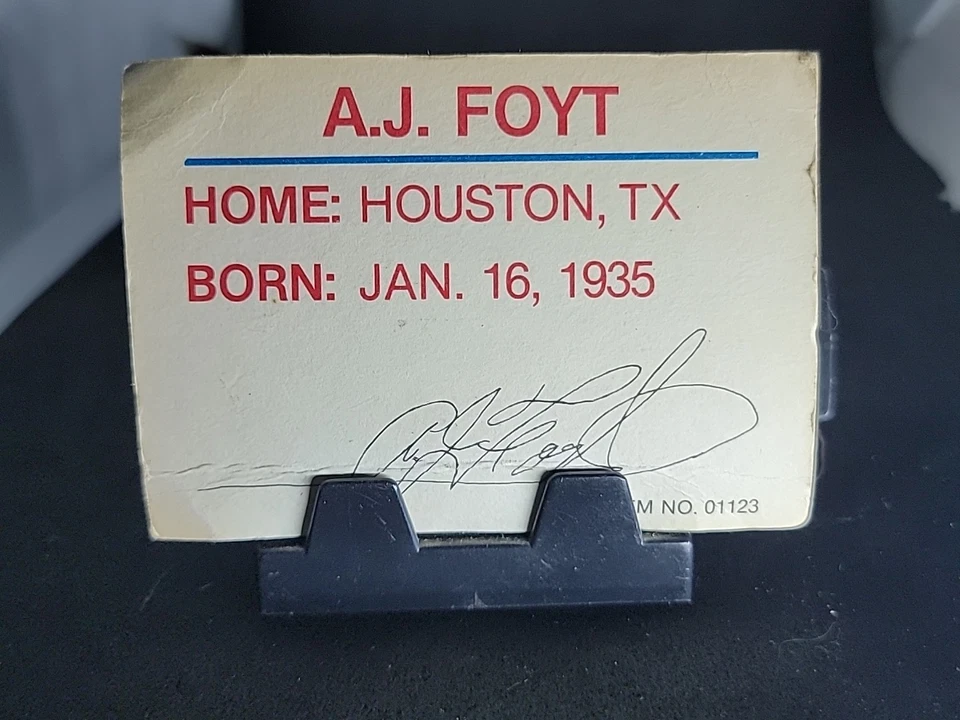 A.J. FOYT
HOME: HOUSTON, TX
BORN: JAN. 16, 1935
NO. 01123